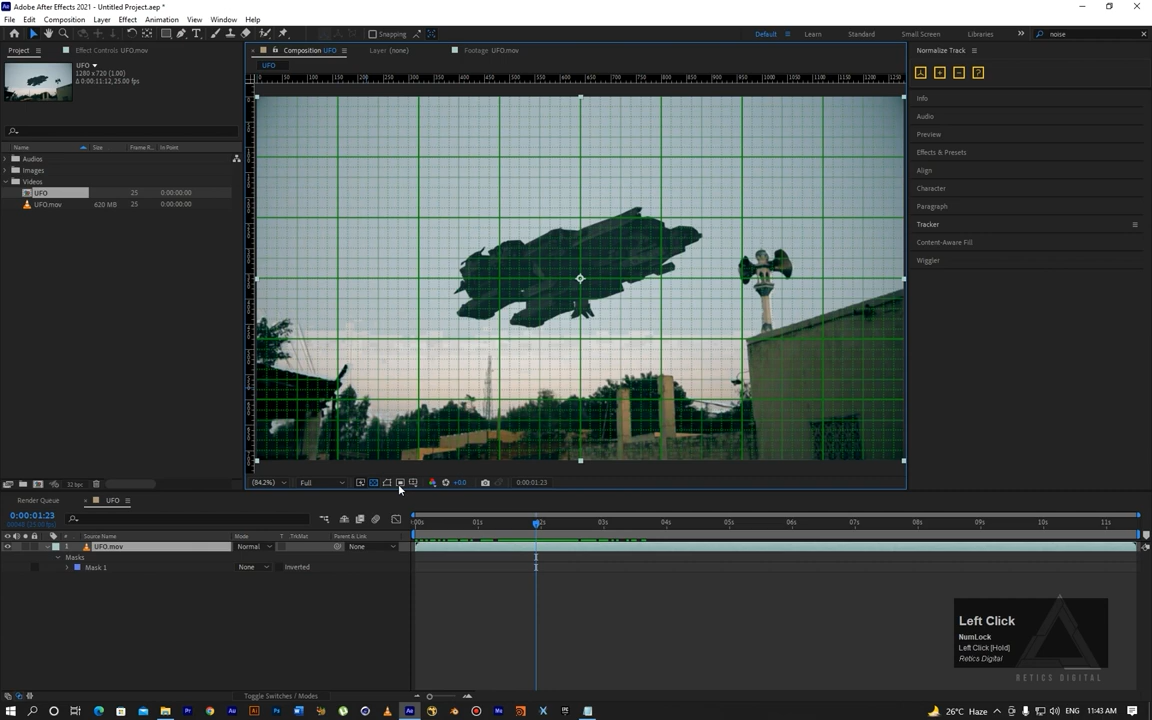 Adobe After Effects 2021 - Untitled Project.aep *
File Edit Composition Layer Effect Animation View Window Help
Snapping
Default Learn Standard Small Screen Libraries
noise
Project Effect Controls UFO.mov
Composition UFO
Layer (none)
Footage UFO.mov
Normalize Track
UFO
UFO
1280 x 720 (1.00)
Δ 0:00:11:12, 25.00 fps
Info
Audio
Preview
Effects & Presets
Align
Character
Paragraph
Tracker
Content-Aware Fill
Wiggler
Name Size Frame R... In Point
Audios
Images
Videos
UFO 25 0:00:00:00
UFO.mov 620 MB 25 0:00:00:00
32 bpc
(84.2%) Full +0.0 0:00:01:23
Render Queue UFO
0:00:01:23
:00s 01s 02s 03s 04s 05s 06s 07s 08s 09s 10s 11s
# Source Name Mode T TrkMat Parent & Link
1 UFO.mov Normal None
Masks
Mask 1 None Inverted
Left Click
NumLock
Left Click [Hold]
Retics Digital
RETICS DIGITAL
Toggle Switches / Modes
26°C Haze ENG 11:43 AM